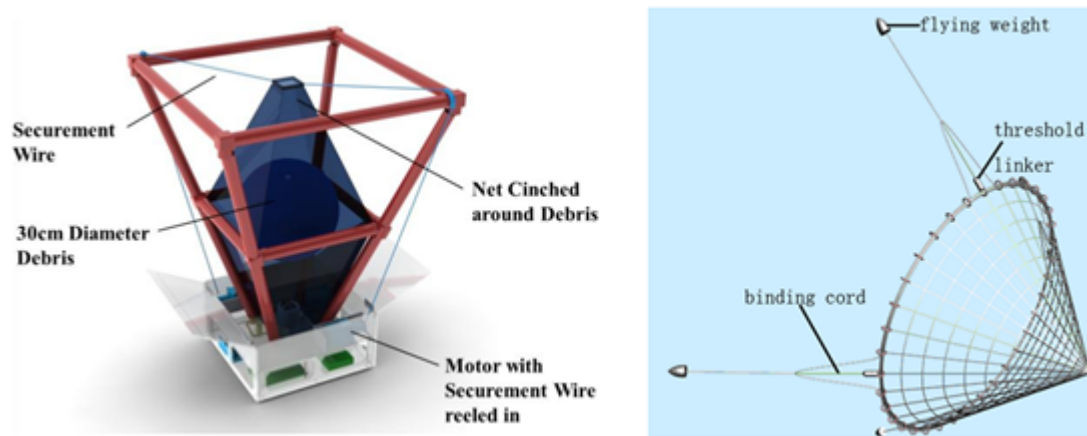 Securement
Wire
30cm Diameter
Debris
Net Cinched
around Debris
Motor with
Securement Wire
reeled in
flying weight
threshold
linker
binding cord